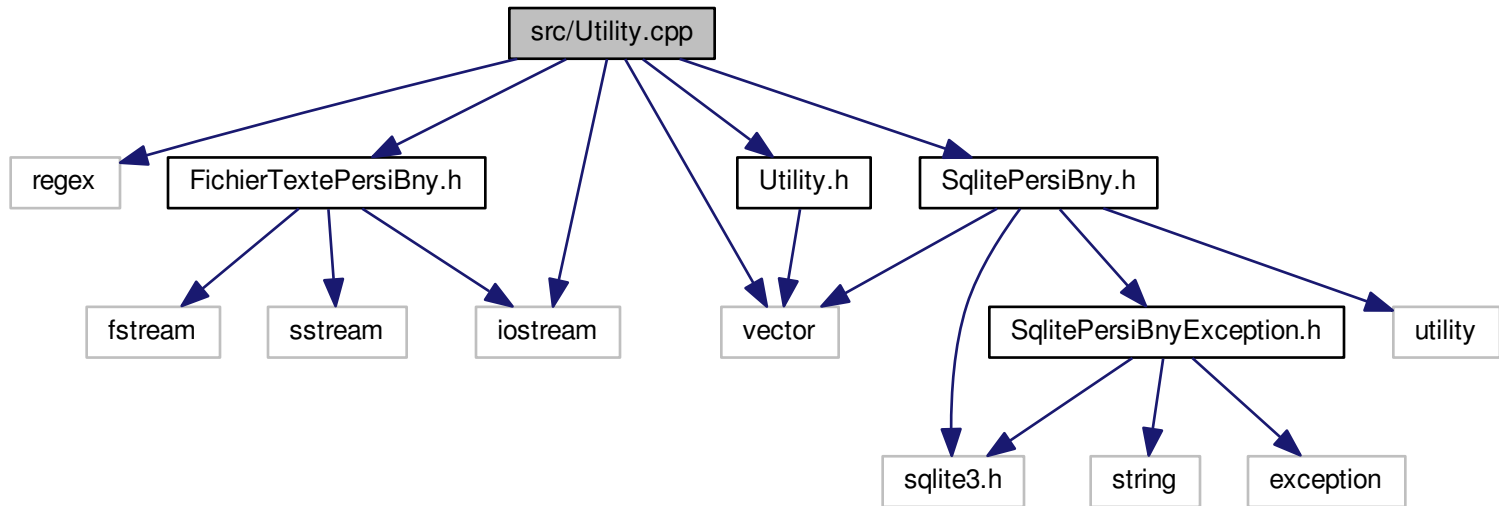 src/Utility.cpp
regex
FichierTextePersiBny.h
Utility.h
SqlitePersiBny.h
fstream
sstream
iostream
vector
SqlitePersiBnyException.h
utility
sqlite3.h
string
exception